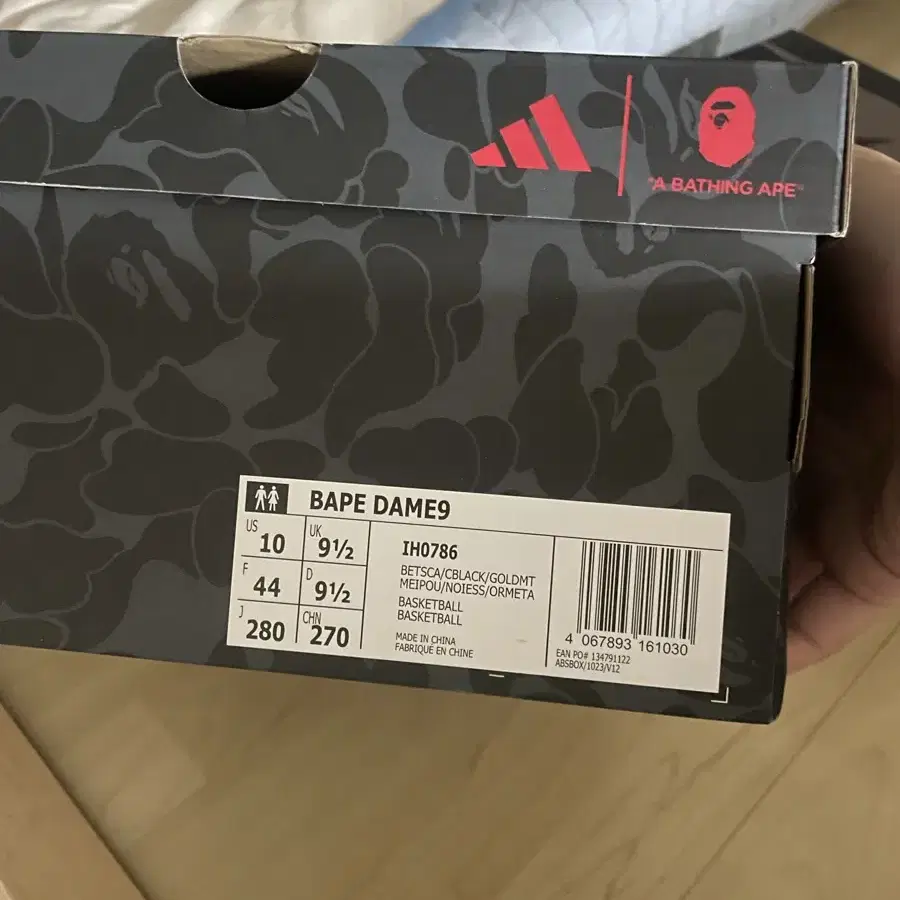 "A BATHING APE"
BAPE DAME9
US 10
UK 9½
F 44
D 9½
J 280
CHN 270
IH0786
BETSCA/CBLACK/GOLDMT
MEIPOU/NOIESS/ORMETA
BASKETBALL
BASKETBALL
MADE IN CHINA
FABRIQUÉ EN CHINE
4 067893 161030
EAN PO# 134791122
ABSBOX/1023/V12